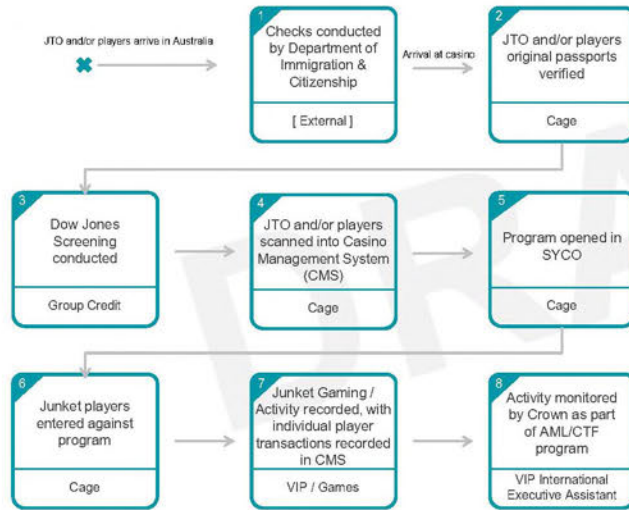 JTO and/or players arrive in Australia
1
Checks conducted
by Department of
Immigration &
Citizenship
[ External ]
Arrival at casino
2
JTO and/or players
original passports
verified
Cage
3
Dow Jones
Screening
conducted
Group Credit
4
JTO and/or players
scanned into Casino
Management System
(CMS)
Cage
5
Program opened in
SYCO
Cage
6
Junket players
entered against
program
Cage
7
Junket Gaming /
Activity recorded, with
individual player
transactions recorded
in CMS
VIP / Games
8
Activity monitored
by Crown as part
of AML/CTF
program
VIP International
Executive Assistant
DRA